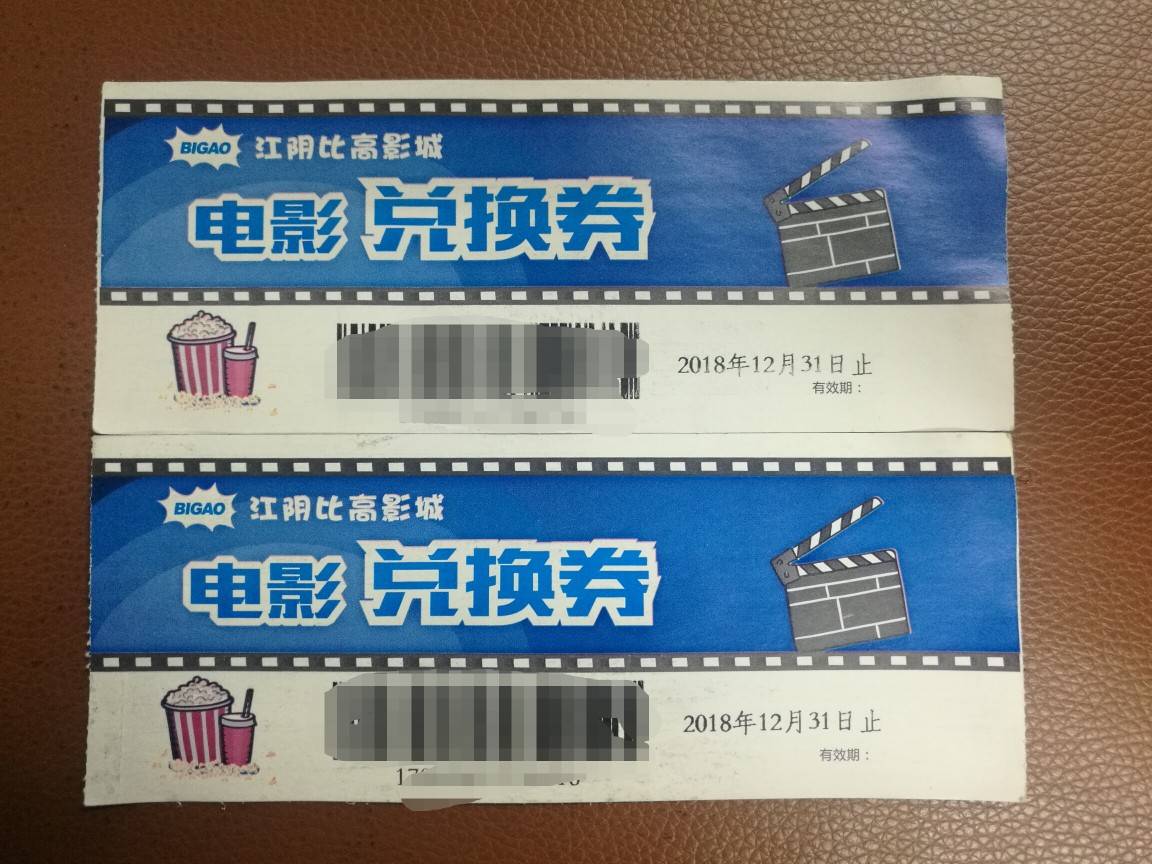 BIGAO 江阴比高影城
电影兑换券
2018年12月31日止
有效期：
BIGAO 江阴比高影城
电影兑换券
2018年12月31日止
有效期：